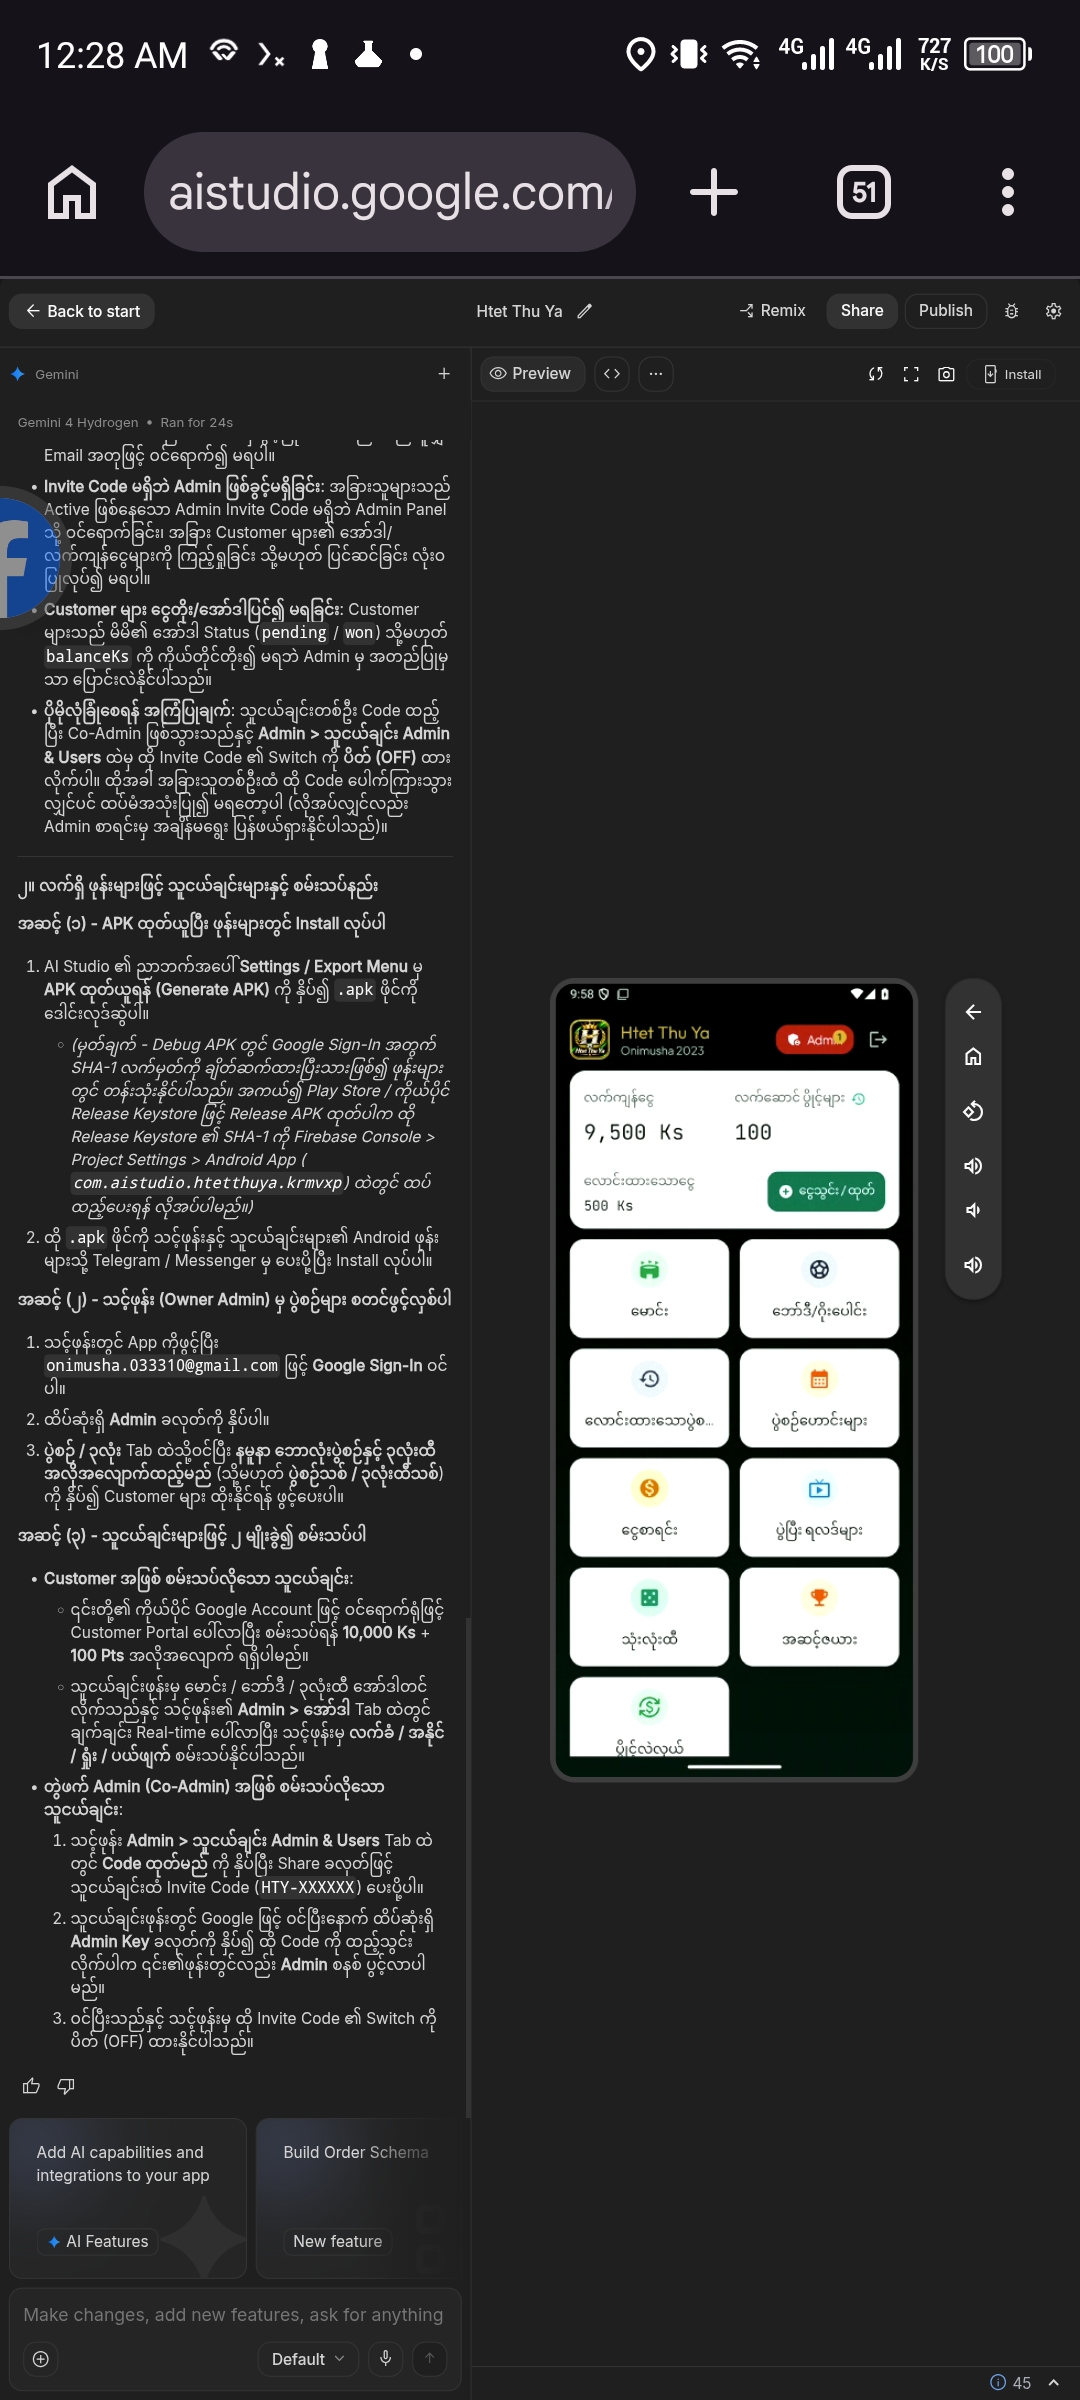 12:28 AM
4G 4G 727 K/S 100
aistudio.google.com/
51
Back to start
Htet Thu Ya
Remix
Share
Publish
Gemini
Preview
Install
Gemini 4 Hydrogen • Ran for 24s
Email အတုဖြင့် ဝင်ရောက်၍ မရပါ။
• Invite Code မရှိဘဲ Admin ဖြစ်ခွင့်မရှိခြင်း: အခြားသူများသည်
Active ဖြစ်နေသော Admin Invite Code မရှိဘဲ Admin Panel
သို့ ဝင်ရောက်ခြင်း၊ အခြား Customer များ၏ အော်ဒါ/
လက်ကျန်ငွေများကို ကြည့်ရှုခြင်း သို့မဟုတ် ပြင်ဆင်ခြင်း လုံးဝ
ပြုလုပ်၍ မရပါ။
• Customer များ ငွေတိုး/အော်ဒါပြင်၍ မရခြင်း: Customer
များသည် မိမိ၏ အော်ဒါ Status (pending / won) သို့မဟုတ်
balanceKs ကို ကိုယ်တိုင်တိုး၍ မရဘဲ Admin မှ အတည်ပြုမှ
သာ ပြောင်းလဲနိုင်ပါသည်။
• ပိုမိုလုံခြုံစေရန် အကြံပြုချက်: သူငယ်ချင်းတစ်ဦး Code ထည့်
ပြီး Co-Admin ဖြစ်သွားသည်နှင့် Admin > သူငယ်ချင်း Admin
& Users ထဲမှ ထို Invite Code ၏ Switch ကို ပိတ် (OFF) ထား
လိုက်ပါ။ ထိုအခါ အခြားသူတစ်ဦးထံ ထို Code ပေါက်ကြားသွား
လျှင်ပင် ထပ်မံအသုံးပြု၍ မရတော့ပါ (လိုအပ်လျှင်လည်း
Admin စာရင်းမှ အချိန်မရွေး ပြန်ဖယ်ရှားနိုင်ပါသည်)။
၂။ လက်ရှိ ဖုန်းများဖြင့် သူငယ်ချင်းများနှင့် စမ်းသပ်နည်း
အဆင့် (၁) - APK ထုတ်ယူပြီး ဖုန်းများတွင် Install လုပ်ပါ
1. AI Studio ၏ ညာဘက်အပေါ် Settings / Export Menu မှ
APK ထုတ်ယူရန် (Generate APK) ကို နှိပ်၍ .apk ဖိုင်ကို
ဒေါင်းလုဒ်ဆွဲပါ။
○ (မှတ်ချက် - Debug APK တွင် Google Sign-In အတွက်
SHA-1 လက်မှတ်ကို ချိတ်ဆက်ထားပြီးသားဖြစ်၍ ဖုန်းများ
တွင် တန်းသုံးနိုင်ပါသည်။ အကယ်၍ Play Store / ကိုယ်ပိုင်
Release Keystore ဖြင့် Release APK ထုတ်ပါက ထို
Release Keystore ၏ SHA-1 ကို Firebase Console >
Project Settings > Android App (
com.aistudio.htetthuya.krmvxp) ထဲတွင် ထပ်
ထည့်ပေးရန် လိုအပ်ပါမည်။)
2. ထို .apk ဖိုင်ကို သင့်ဖုန်းနှင့် သူငယ်ချင်းများ၏ Android ဖုန်း
များသို့ Telegram / Messenger မှ ပေးပို့ပြီး Install လုပ်ပါ။
အဆင့် (၂) - သင့်ဖုန်း (Owner Admin) မှ ပွဲစဉ်များ စတင်ဖွင့်လှစ်ပါ
1. သင့်ဖုန်းတွင် App ကိုဖွင့်ပြီး
onimusha.033310@gmail.com ဖြင့် Google Sign-In ဝင်
ပါ။
2. ထိပ်ဆုံးရှိ Admin ခလုတ်ကို နှိပ်ပါ။
3. ပွဲစဉ် / ၃လုံး Tab ထဲသို့ဝင်ပြီး နမူနာ ဘောလုံးပွဲစဉ်နှင့် ၃လုံးထီ
အလိုအလျောက်ထည့်မည် (သို့မဟုတ် ပွဲစဉ်သစ် / ၃လုံးထီသစ်)
ကို နှိပ်၍ Customer များ ထိုးနိုင်ရန် ဖွင့်ပေးပါ။
အဆင့် (၃) - သူငယ်ချင်းများဖြင့် ၂ မျိုးခွဲ၍ စမ်းသပ်ပါ
• Customer အဖြစ် စမ်းသပ်လိုသော သူငယ်ချင်း:
○ ၎င်းတို့၏ ကိုယ်ပိုင် Google Account ဖြင့် ဝင်ရောက်ရုံဖြင့်
Customer Portal ပေါ်လာပြီး စမ်းသပ်ရန် 10,000 Ks +
100 Pts အလိုအလျောက် ရရှိပါမည်။
○ သူငယ်ချင်းဖုန်းမှ မောင်း / ဘော်ဒီ / ၃လုံးထီ အော်ဒါတင်
လိုက်သည်နှင့် သင့်ဖုန်း၏ Admin > အော်ဒါ Tab ထဲတွင်
ချက်ချင်း Real-time ပေါ်လာပြီး သင့်ဖုန်းမှ လက်ခံ / အနိုင်
/ ရှုံး / ပယ်ဖျက် စမ်းသပ်နိုင်ပါသည်။
• တွဲဖက် Admin (Co-Admin) အဖြစ် စမ်းသပ်လိုသော
သူငယ်ချင်း:
1. သင့်ဖုန်း Admin > သူငယ်ချင်း Admin & Users Tab ထဲ
တွင် Code ထုတ်မည် ကို နှိပ်ပြီး Share ခလုတ်ဖြင့်
သူငယ်ချင်းထံ Invite Code (HTY-XXXXXX) ပေးပို့ပါ။
2. သူငယ်ချင်းဖုန်းတွင် Google ဖြင့် ဝင်ပြီးနောက် ထိပ်ဆုံးရှိ
Admin Key ခလုတ်ကို နှိပ်၍ ထို Code ကို ထည့်သွင်း
လိုက်ပါက ၎င်း၏ဖုန်းတွင်လည်း Admin စနစ် ပွင့်လာပါ
မည်။
3. ဝင်ပြီးသည်နှင့် သင့်ဖုန်းမှ ထို Invite Code ၏ Switch ကို
ပိတ် (OFF) ထားနိုင်ပါသည်။
Add AI capabilities and
integrations to your app
AI Features
Build Order Schema
New feature
Make changes, add new features, ask for anything
Default
9:58
Htet Thu Ya
Onimusha 2023
Admi 1
လက်ကျန်ငွေ
လက်ဆောင် ပွိုင့်များ
9,500 Ks
100
လောင်းထားသောငွေ
500 Ks
ငွေသွင်း/ထုတ်
မောင်း
ဘော်ဒီ/ဂိုးပေါင်း
လောင်းထားသောပွဲစ...
ပွဲစဉ်ဟောင်းများ
ငွေစာရင်း
ပွဲပြီး ရလဒ်များ
သုံးလုံးထီ
အဆင့်ဇယား
ပွိုင့်လဲလှယ်
45